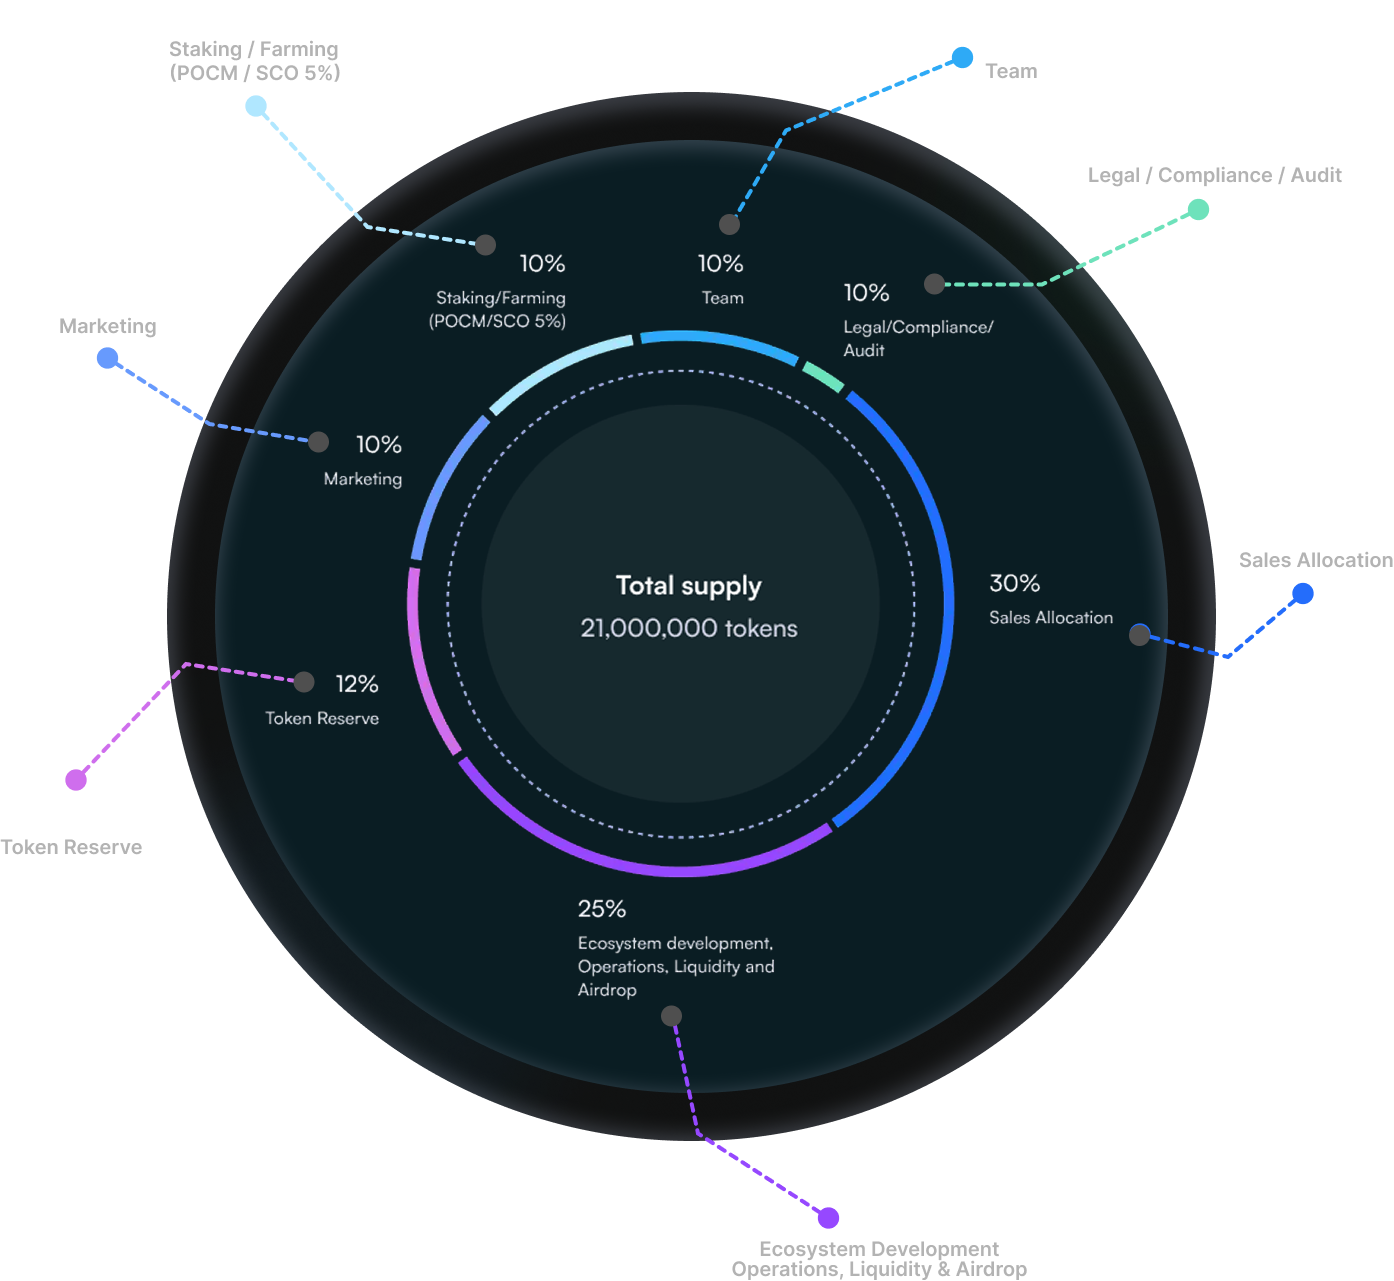 Staking / Farming
(POCM / SCO 5%)
Team
Legal / Compliance / Audit
10%
Staking/Farming
(POCM/SCO 5%)
10%
Team
10%
Legal/Compliance/
Audit
Marketing
10%
Marketing
Sales Allocation
30%
Sales Allocation
Total supply
21,000,000 tokens
12%
Token Reserve
Token Reserve
25%
Ecosystem development,
Operations, Liquidity and
Airdrop
Ecosystem Development
Operations, Liquidity & Airdrop